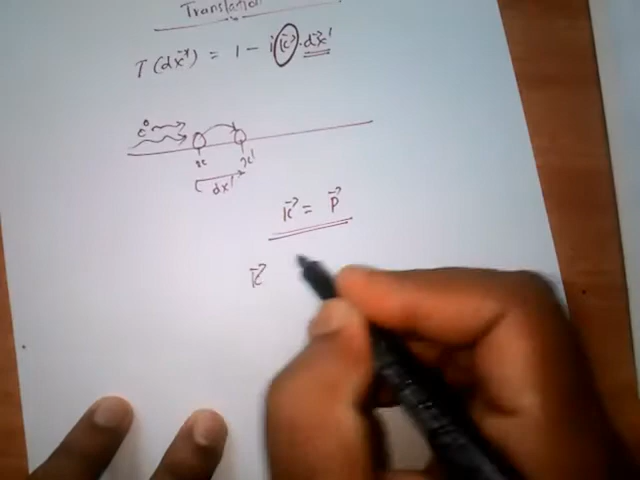 Translation
T(dx⃗') = 1 - i k⃗ · dx⃗'
x x'
dx'
k⃗ = p⃗
k⃗